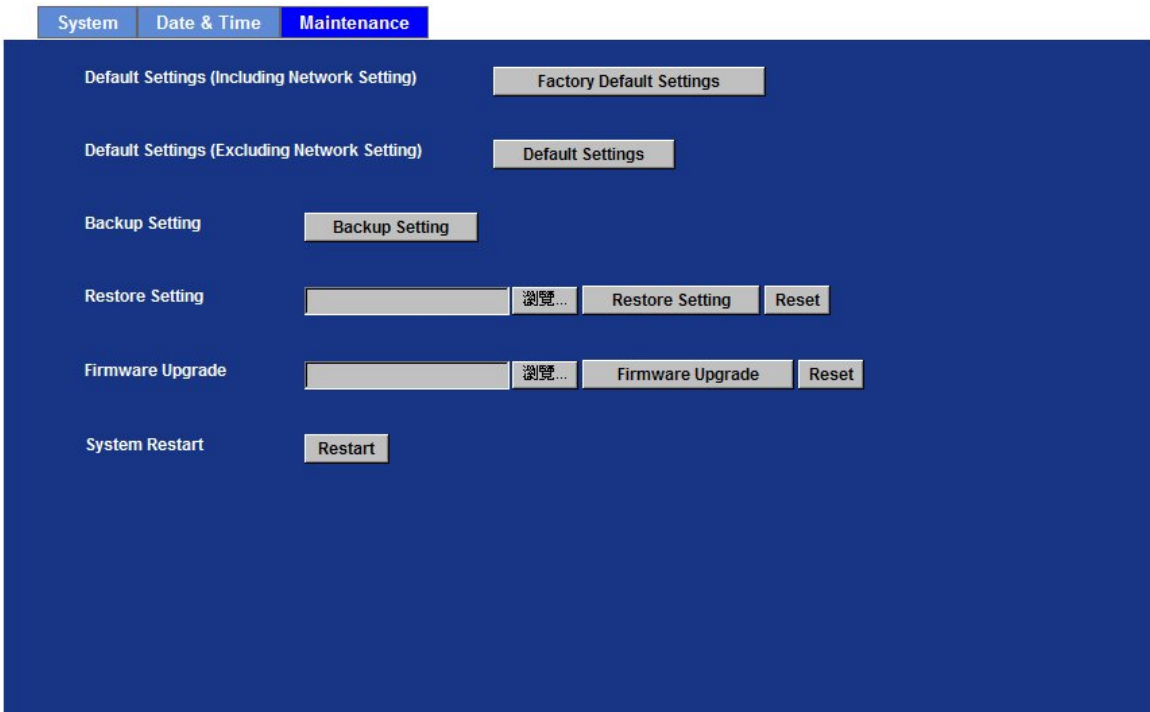 System Date & Time Maintenance
Default Settings (Including Network Setting) Factory Default Settings
Default Settings (Excluding Network Setting) Default Settings
Backup Setting Backup Setting
Restore Setting 瀏覽... Restore Setting Reset
Firmware Upgrade 瀏覽... Firmware Upgrade Reset
System Restart Restart